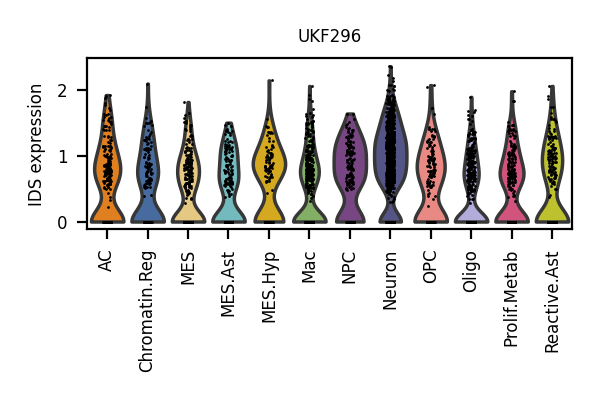 UKF296
IDS expression
2
1
0
AC
Chromatin.Reg
MES
MES.Ast
MES.Hyp
Mac
NPC
Neuron
OPC
Oligo
Prolif.Metab
Reactive.Ast